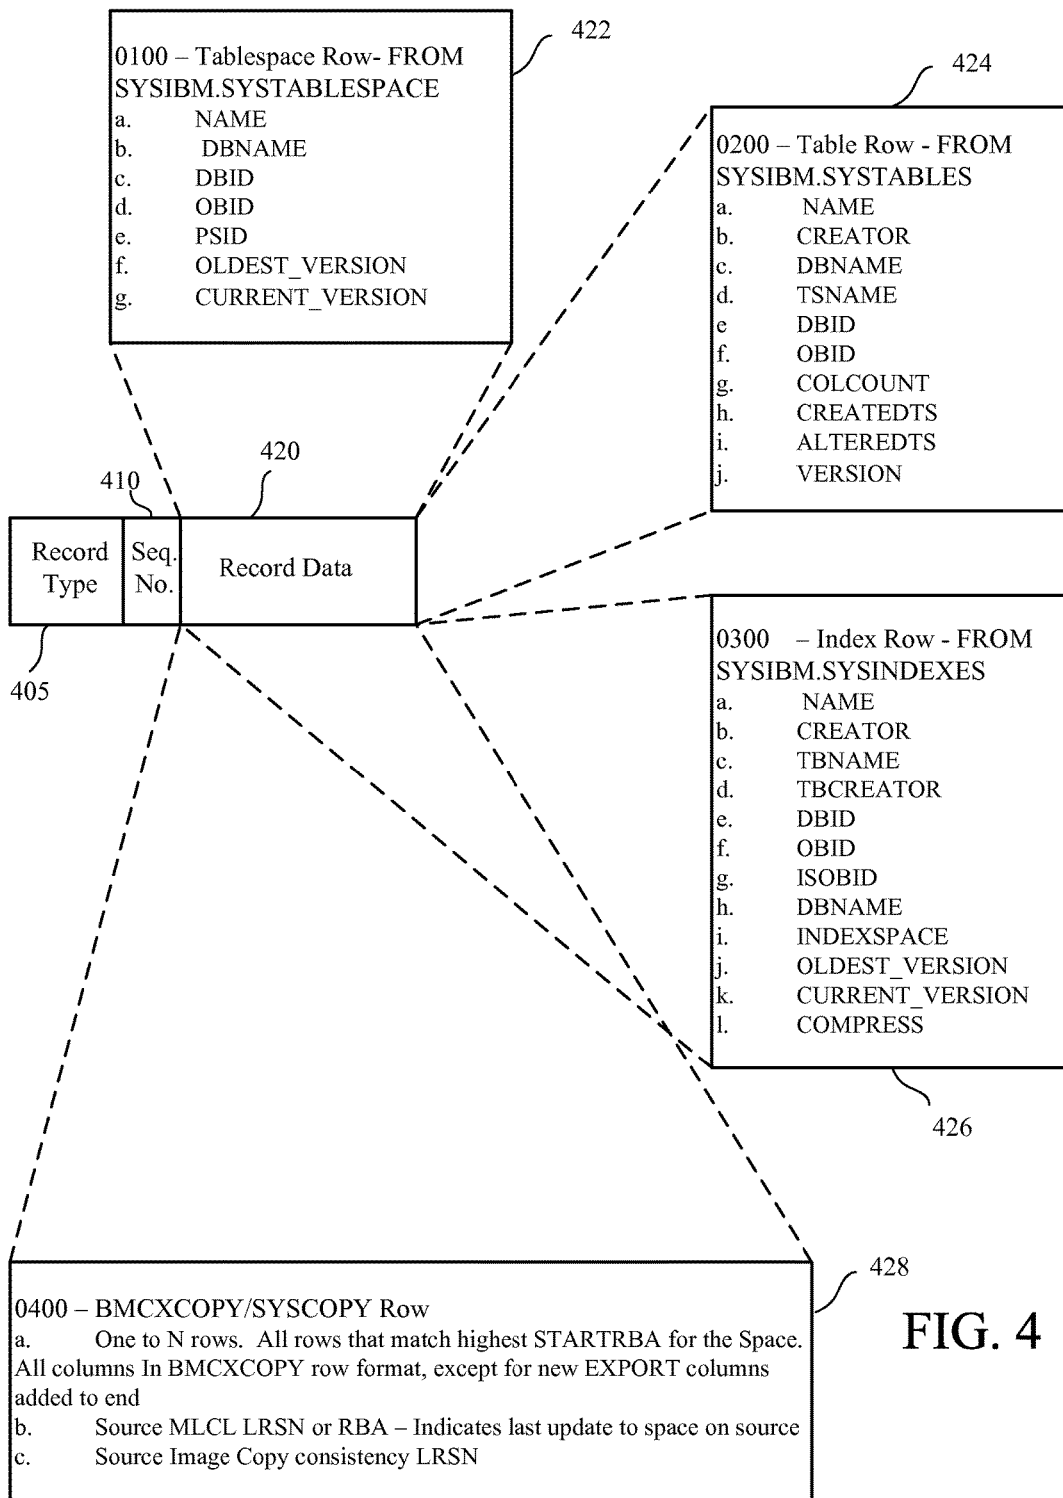 422
0100 – Tablespace Row- FROM
SYSIBM.SYSTABLESPACE
a. NAME
b. DBNAME
c. DBID
d. OBID
e. PSID
f. OLDEST_VERSION
g. CURRENT_VERSION
424
0200 – Table Row - FROM
SYSIBM.SYSTABLES
a. NAME
b. CREATOR
c. DBNAME
d. TSNAME
e DBID
f. OBID
g. COLCOUNT
h. CREATEDTS
i. ALTEREDTS
j. VERSION
410
420
Record
Type
Seq.
No.
Record Data
405
0300 – Index Row - FROM
SYSIBM.SYSINDEXES
a. NAME
b. CREATOR
c. TBNAME
d. TBCREATOR
e. DBID
f. OBID
g. ISOBID
h. DBNAME
i. INDEXSPACE
j. OLDEST_VERSION
k. CURRENT_VERSION
l. COMPRESS
426
428
0400 – BMCXCOPY/SYSCOPY Row
a. One to N rows. All rows that match highest STARTRBA for the Space.
All columns In BMCXCOPY row format, except for new EXPORT columns
added to end
b. Source MLCL LRSN or RBA – Indicates last update to space on source
c. Source Image Copy consistency LRSN
FIG. 4